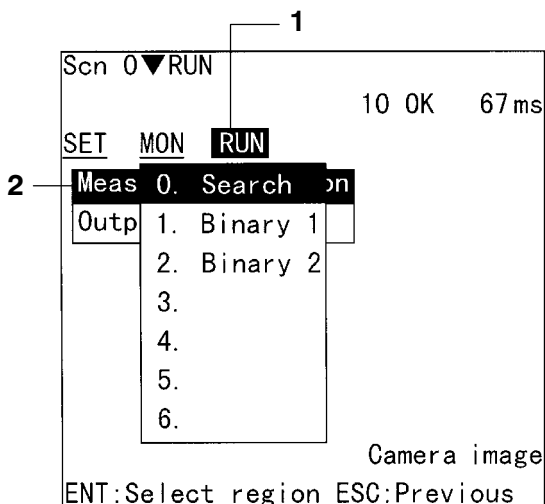 1
Scn 0▼RUN
10 OK 67ms
SET MON RUN
2 Meas 0. Search on
Outp 1. Binary 1
2. Binary 2
3.
4.
5.
6.
Camera image
ENT:Select region ESC:Previous